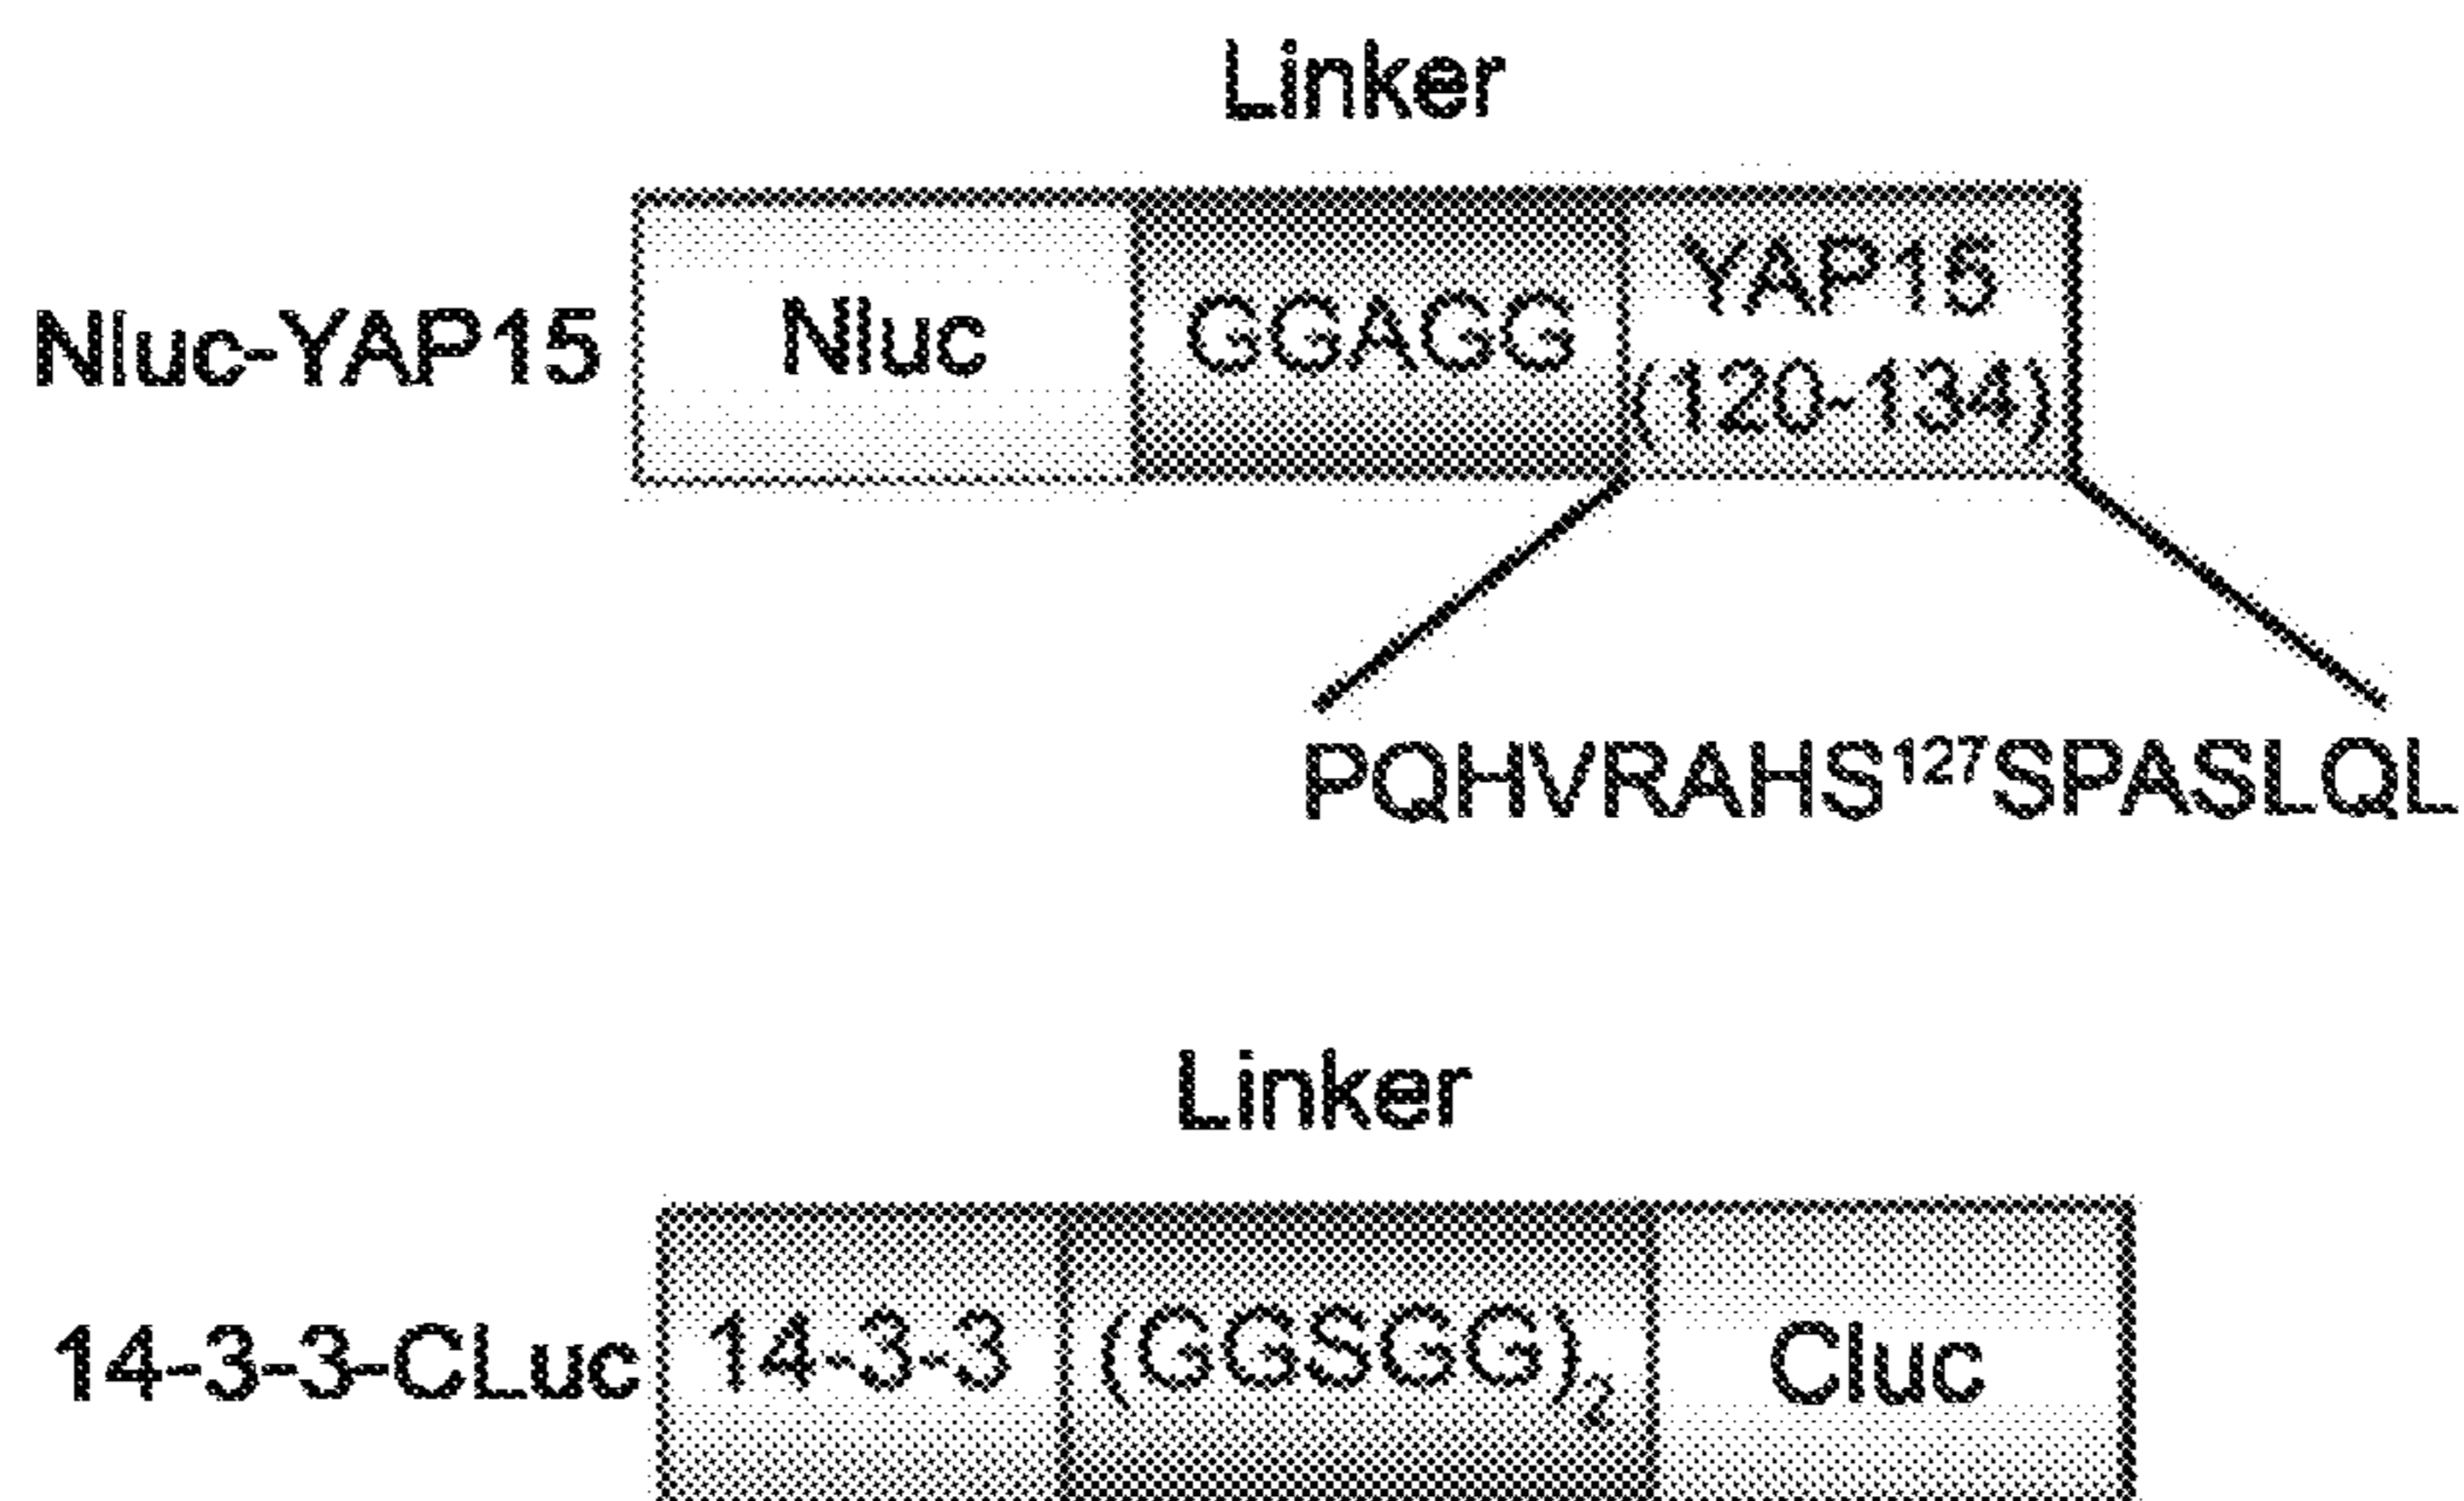 Linker
Nluc-YAP15 Nluc GGAGG YAP15
(120-134)
PQHVRAHS¹²⁷SPASLQL
Linker
14-3-3-CLuc 14-3-3 (GGSGG)₂ Cluc